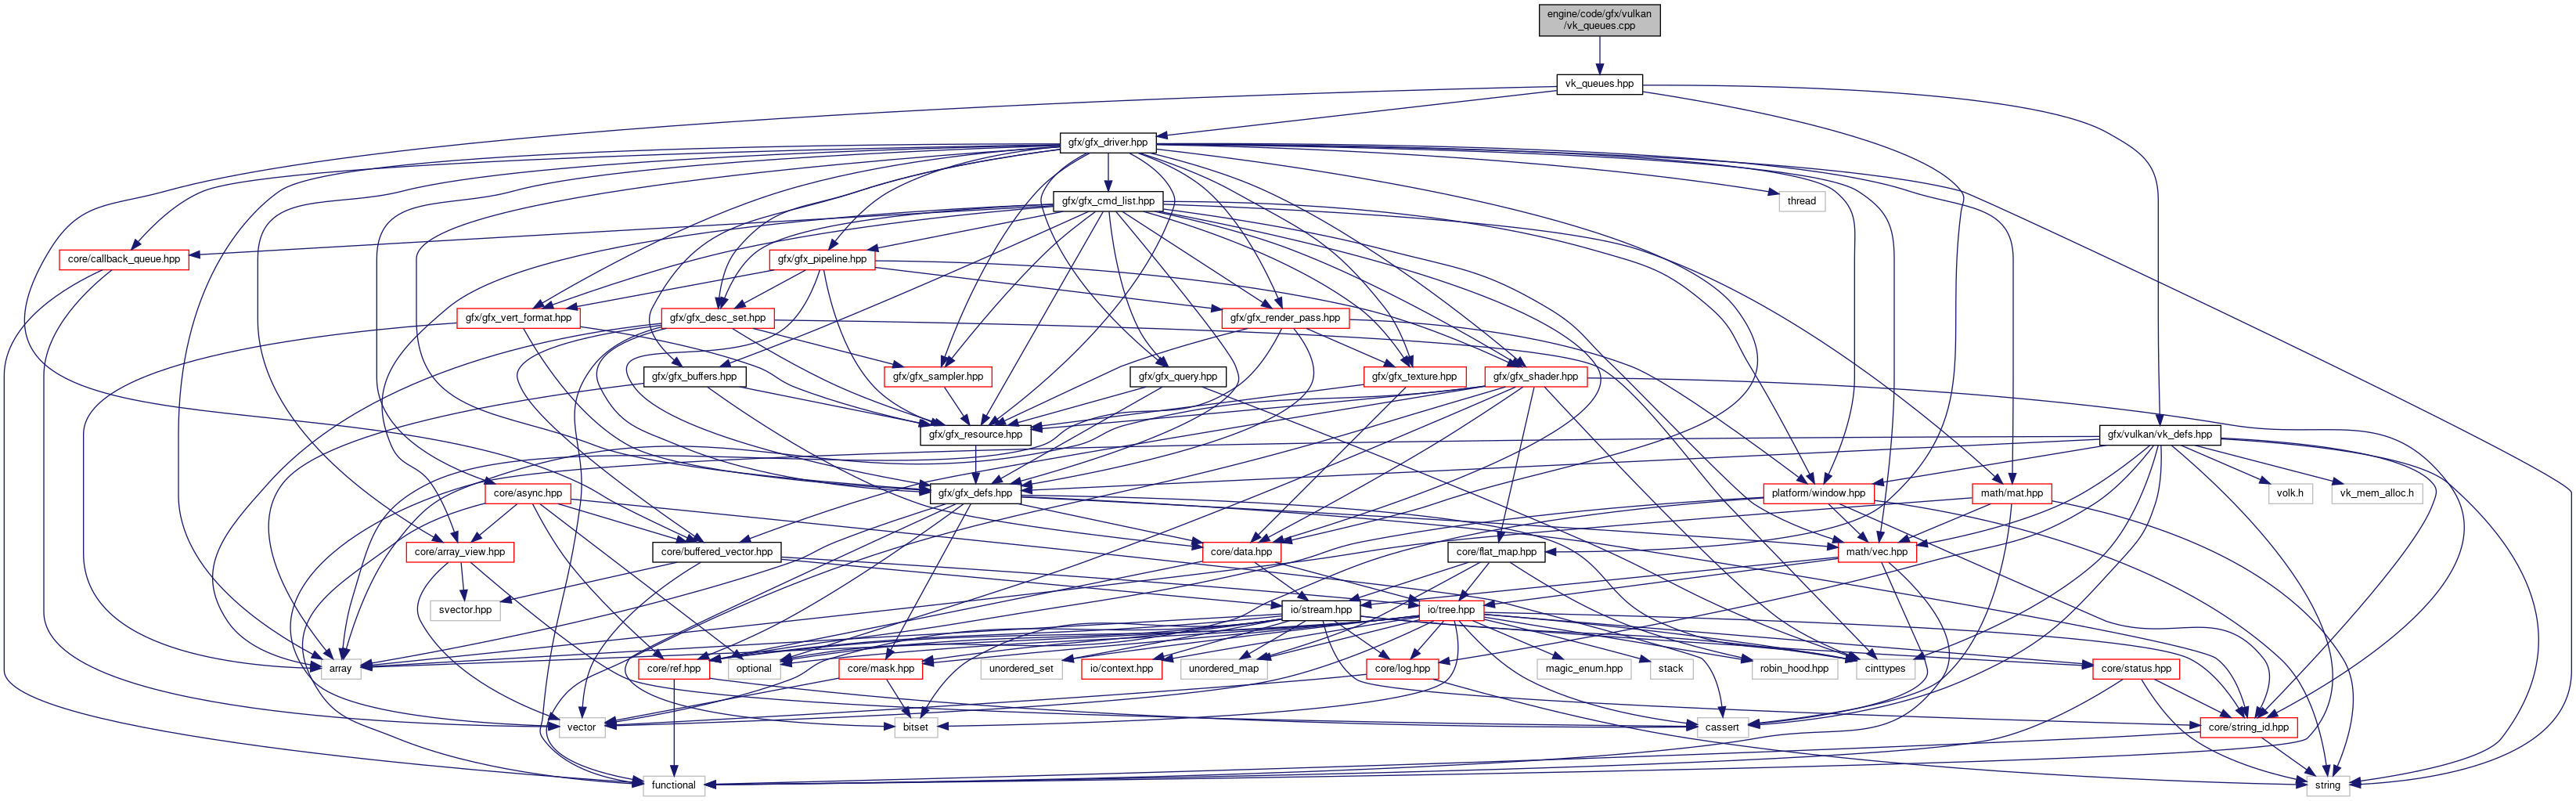 engine/code/gfx/vulkan
/vk_queues.cpp
vk_queues.hpp
gfx/gfx_driver.hpp
gfx/gfx_cmd_list.hpp
thread
core/callback_queue.hpp
gfx/gfx_pipeline.hpp
gfx/gfx_vert_format.hpp
gfx/gfx_desc_set.hpp
gfx/gfx_render_pass.hpp
gfx/gfx_buffers.hpp
gfx/gfx_sampler.hpp
gfx/gfx_query.hpp
gfx/gfx_texture.hpp
gfx/gfx_shader.hpp
gfx/gfx_resource.hpp
gfx/vulkan/vk_defs.hpp
core/async.hpp
gfx/gfx_defs.hpp
platform/window.hpp
math/mat.hpp
volk.h
vk_mem_alloc.h
core/array_view.hpp
core/buffered_vector.hpp
core/data.hpp
core/flat_map.hpp
math/vec.hpp
svector.hpp
io/stream.hpp
io/tree.hpp
array
core/ref.hpp
optional
core/mask.hpp
unordered_set
io/context.hpp
unordered_map
core/log.hpp
magic_enum.hpp
stack
robin_hood.hpp
cinttypes
core/status.hpp
vector
bitset
cassert
core/string_id.hpp
functional
string